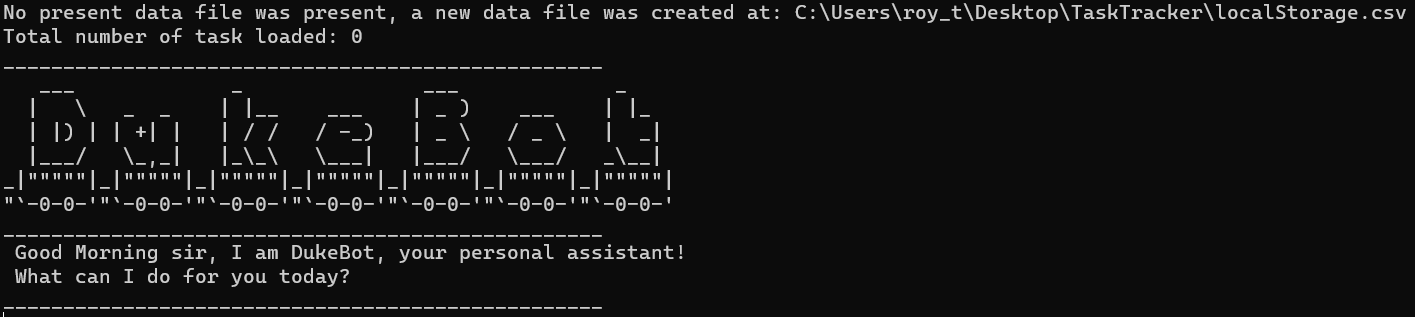 No present data file was present, a new data file was created at: C:\Users\roy_t\Desktop\TaskTracker\localStorage.csv
Total number of task loaded: 0
__________________________________________________
   ___             _               ___             _
  |   \   _  _    | |__    ___    | _ )    ___    | |_
  | |) | | +| |   | / /   / -_)   | _ \   / _ \   |  _|
  |___/   \_,_|   |_\_\   \___|   |___/   \___/   _\__|
_|"""""|_|"""""|_|"""""|_|"""""|_|"""""|_|"""""|_|"""""|
"`-0-0-'"`-0-0-'"`-0-0-'"`-0-0-'"`-0-0-'"`-0-0-'"`-0-0-'
__________________________________________________
 Good Morning sir, I am DukeBot, your personal assistant!
 What can I do for you today?
__________________________________________________